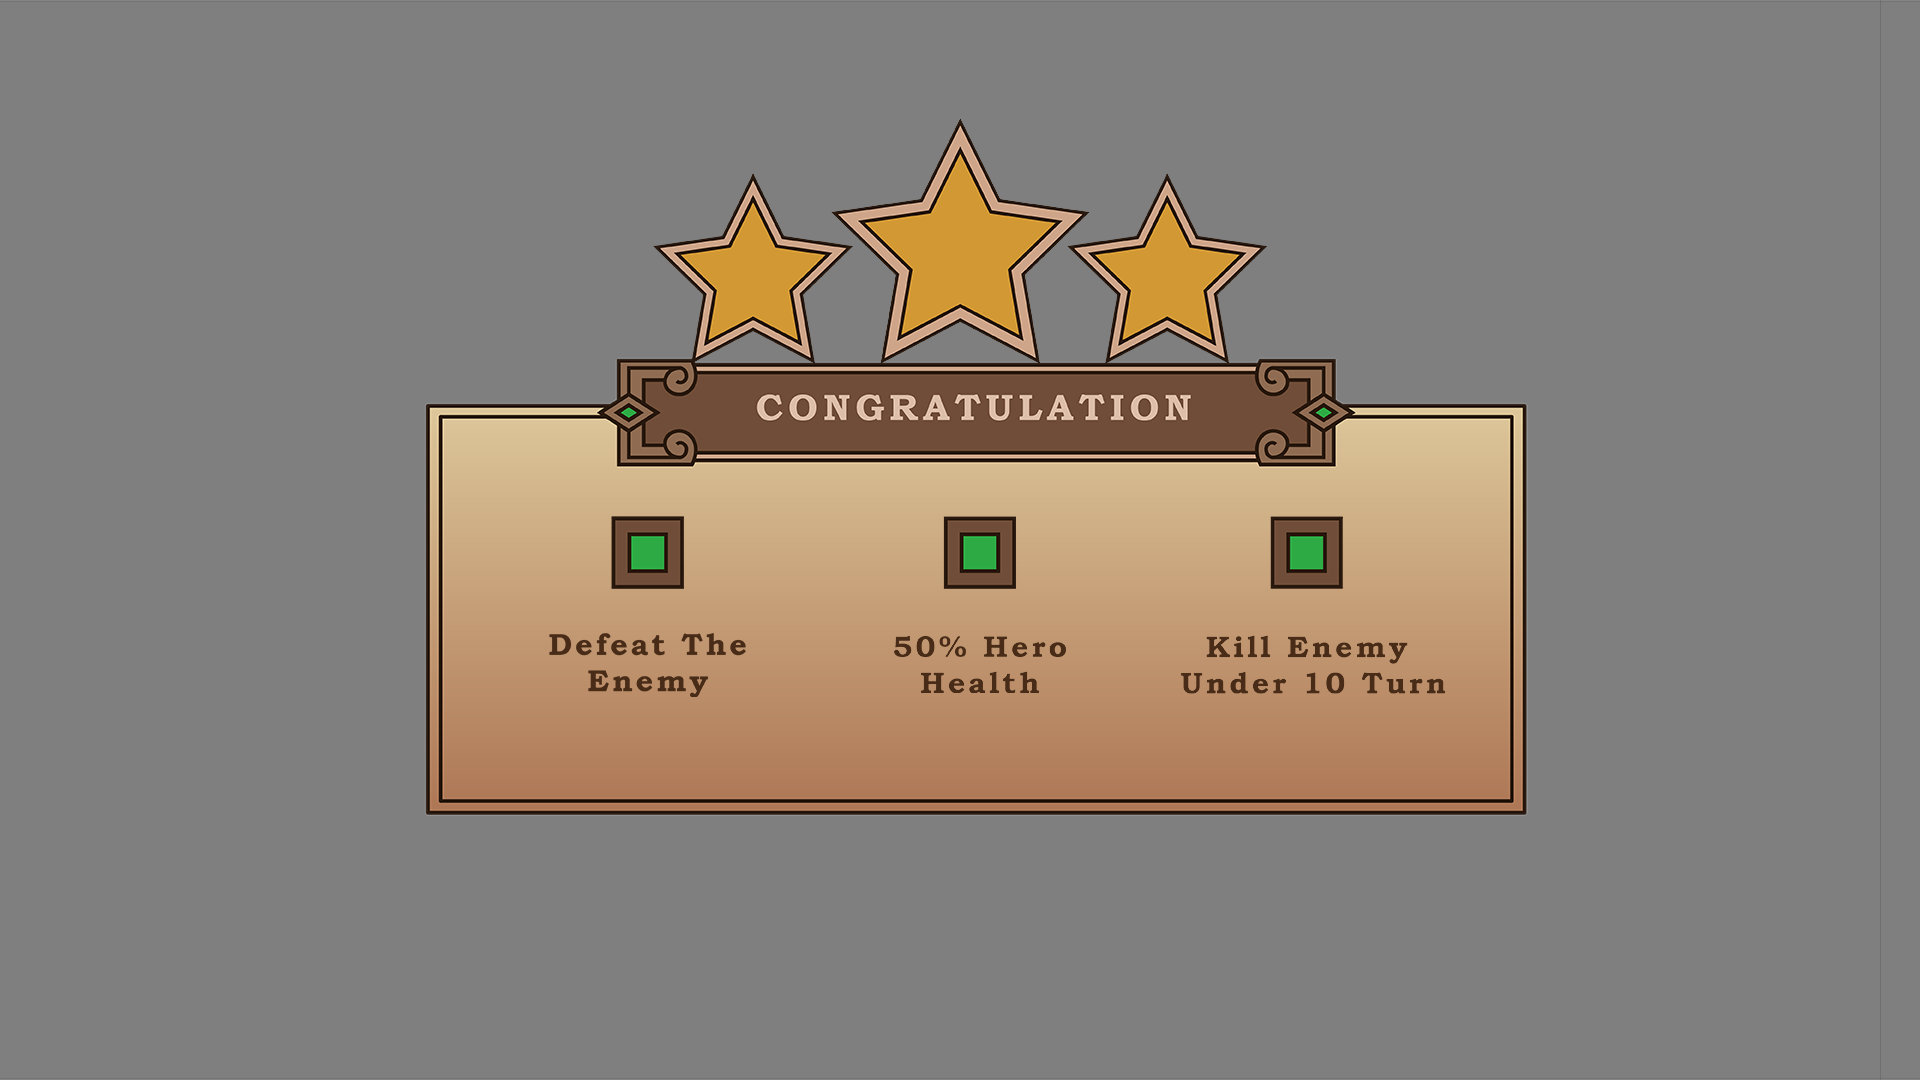 CONGRATULATION
Defeat The
Enemy
50% Hero
Health
Kill Enemy
Under 10 Turn